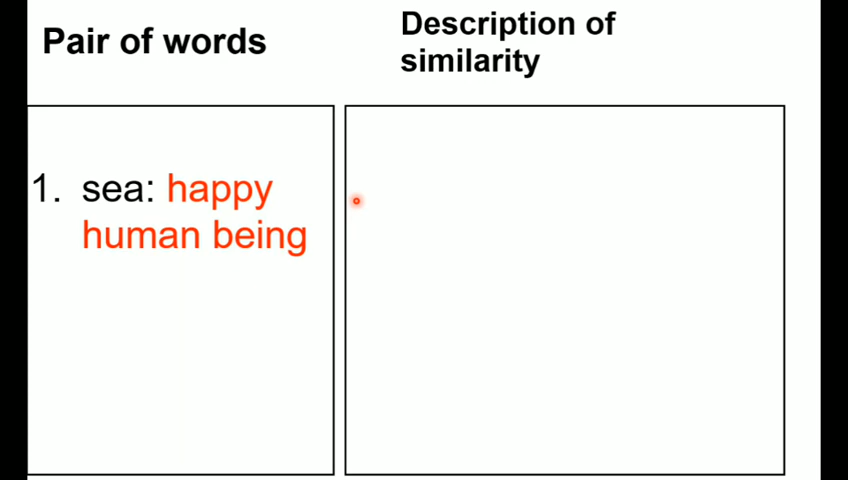 Pair of words
Description of
similarity
1. sea: happy
human being